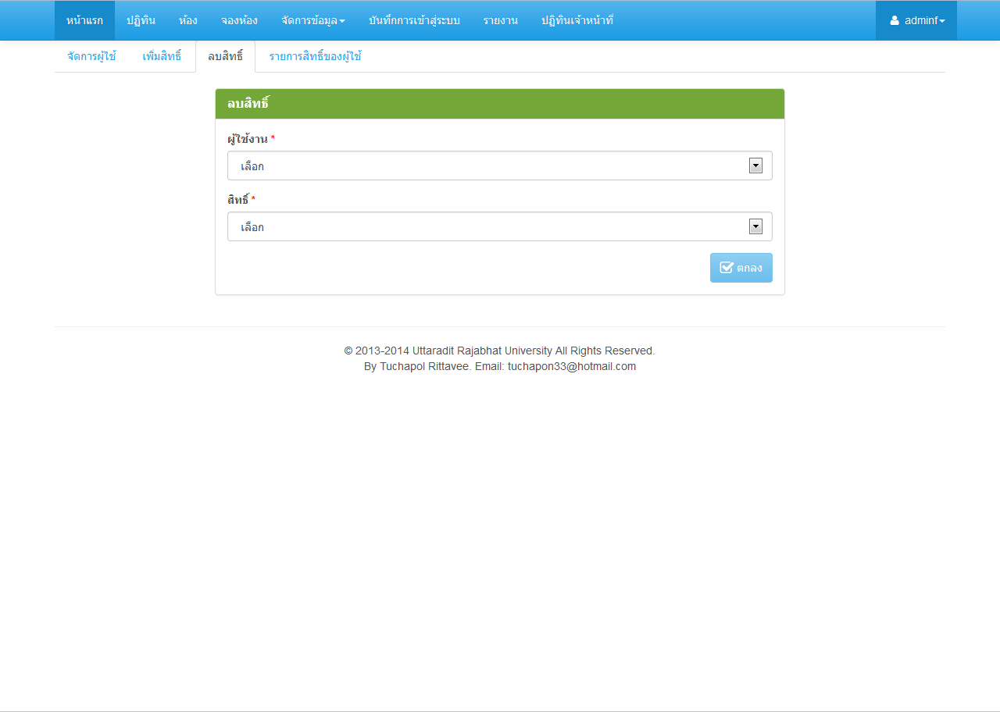 หน้าแรก ปฏิทิน ห้อง จองห้อง จัดการข้อมูล บันทึกการเข้าสู่ระบบ รายงาน ปฏิทินเจ้าหน้าที่ adminf
จัดการผู้ใช้ เพิ่มสิทธิ์ ลบสิทธิ์ รายการสิทธิ์ของผู้ใช้
ลบสิทธิ์
ผู้ใช้งาน *
เลือก
สิทธิ์ *
เลือก
ตกลง
© 2013-2014 Uttaradit Rajabhat University All Rights Reserved.
By Tuchapol Rittavee. Email: tuchapon33@hotmail.com